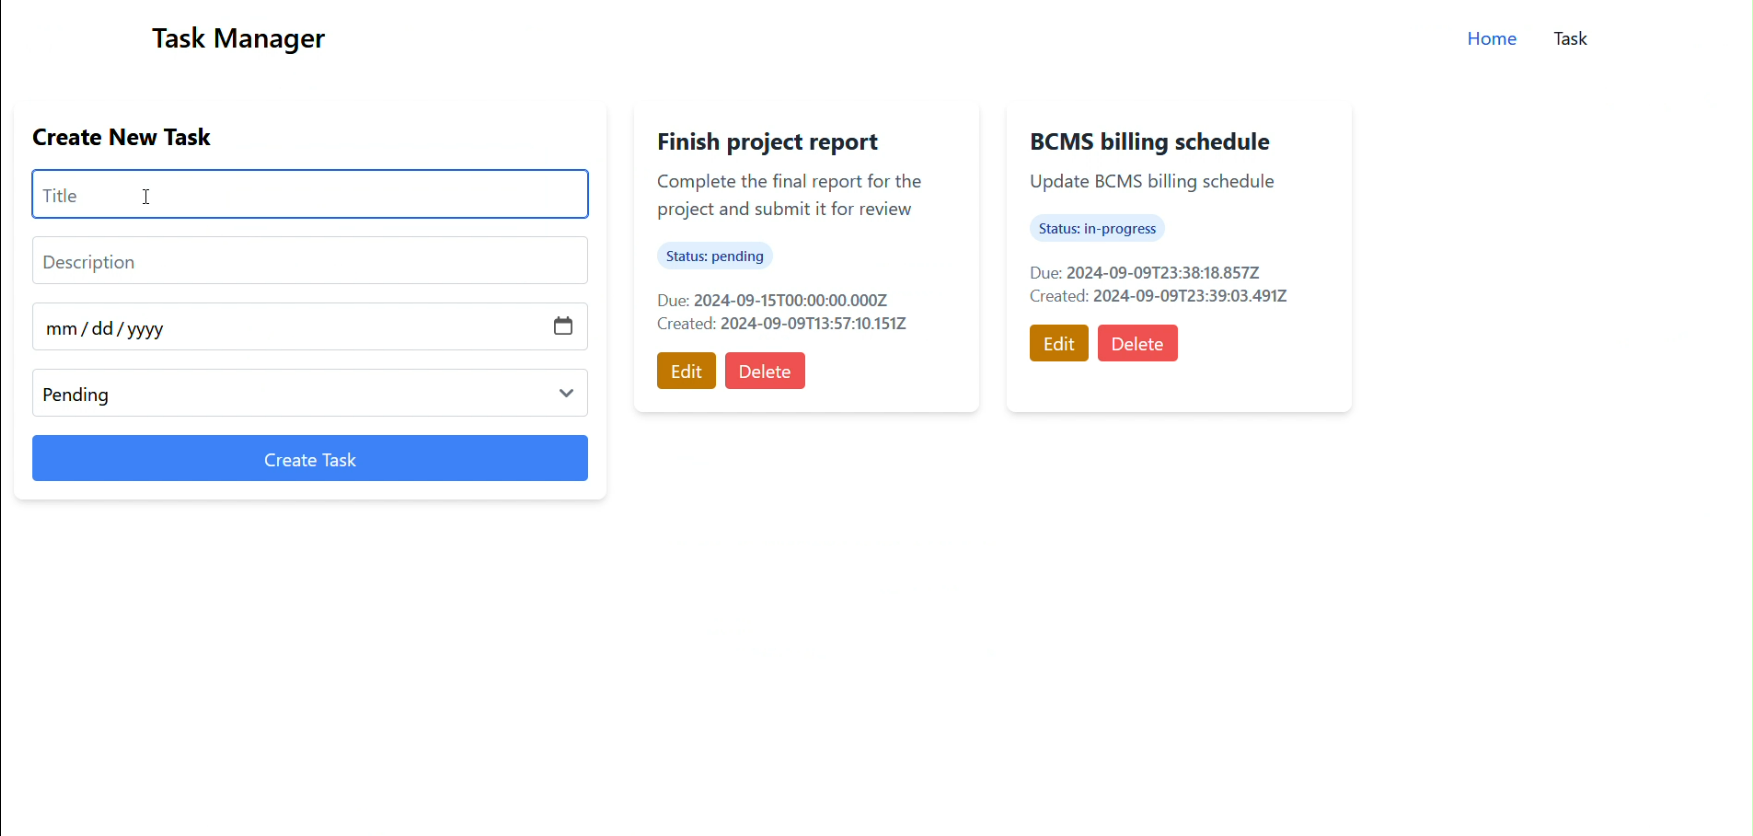 Task Manager
Home
Task
Create New Task
Title
Description
mm/dd/yyyy
Pending
Create Task
Finish project report
Complete the final report for the
project and submit it for review
Status: pending
Due: 2024-09-15T00:00:00.000Z
Created: 2024-09-09T13:57:10.151Z
Edit
Delete
BCMS billing schedule
Update BCMS billing schedule
Status: in-progress
Due: 2024-09-09T23:38:18.857Z
Created: 2024-09-09T23:39:03.491Z
Edit
Delete